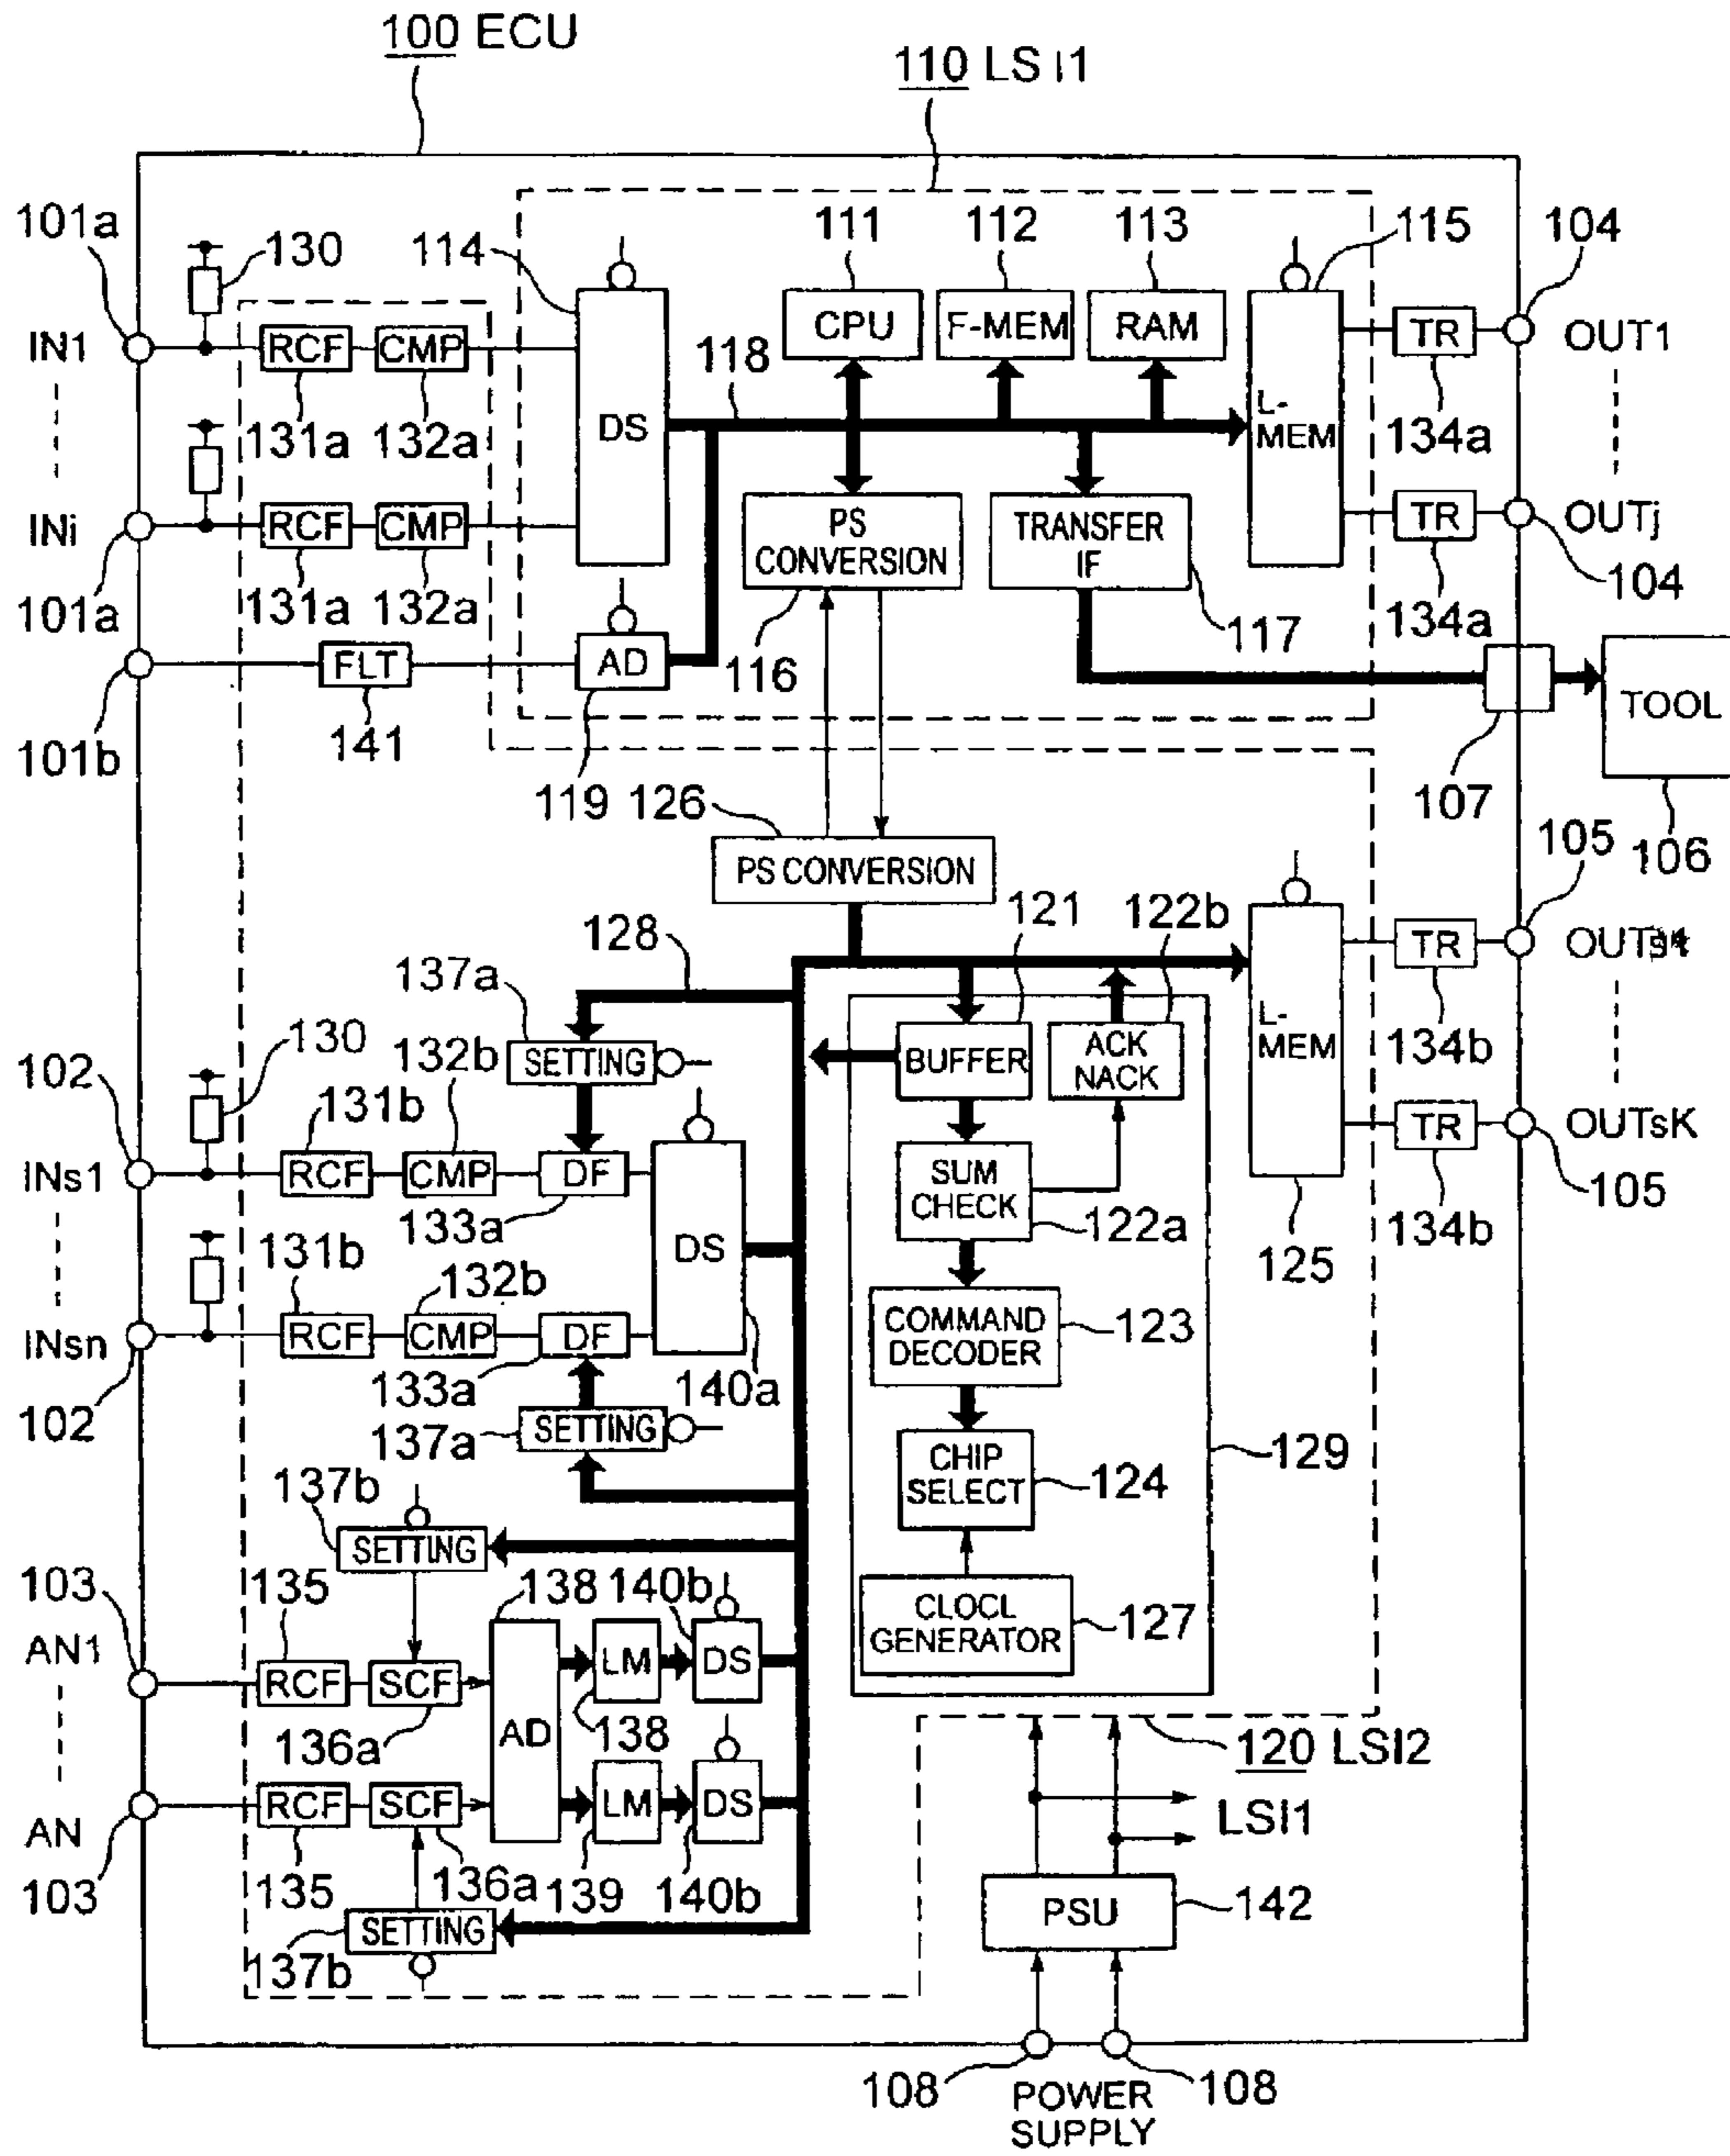 100 ECU
110 LSI1
101a
130
114
111
112
113
115
104
IN1
RCF
CMP
CPU
F-MEM
RAM
TR
OUT1
118
131a
132a
DS
L-
MEM
134a
INi
RCF
CMP
PS
CONVERSION
TRANSFER
IF
TR
OUTj
101a
131a
132a
104
134a
117
FLT
AD
116
TOOL
101b
141
119
126
107
106
105
PS CONVERSION
121
122b
TR
128
137a
BUFFER
ACK
NACK
L-
MEM
134b
SETTING
130
132b
102
131b
TR
OUTsK
INs1
RCF
CMP
DF
SUM
CHECK
105
133a
122a
134b
DS
131b
132b
125
INsn
RCF
CMP
DF
COMMAND
DECODER
123
133a
140a
102
137a
SETTING
129
CHIP
SELECT
124
137b
SETTING
103
135
138
140b
CLOCL
GENERATOR
127
AN1
RCF
SCF
LM
DS
136a
AD
138
120 LSI2
RCF
SCF
LM
DS
LSI1
AN
103
135
136a
139
140b
PSU
142
SETTING
137b
108
POWER
SUPPLY
108